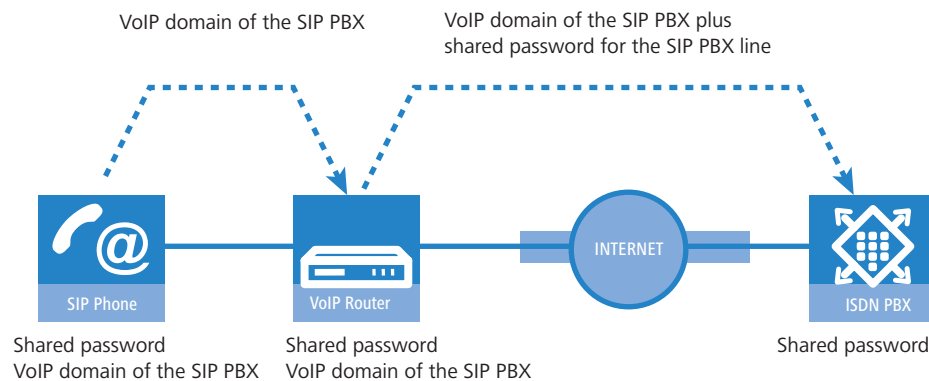 VoIP domain of the SIP PBX
VoIP domain of the SIP PBX plus
shared password for the SIP PBX line
@
INTERNET
SIP Phone
VoIP Router
ISDN PBX
Shared password
VoIP domain of the SIP PBX
Shared password
VoIP domain of the SIP PBX
Shared password